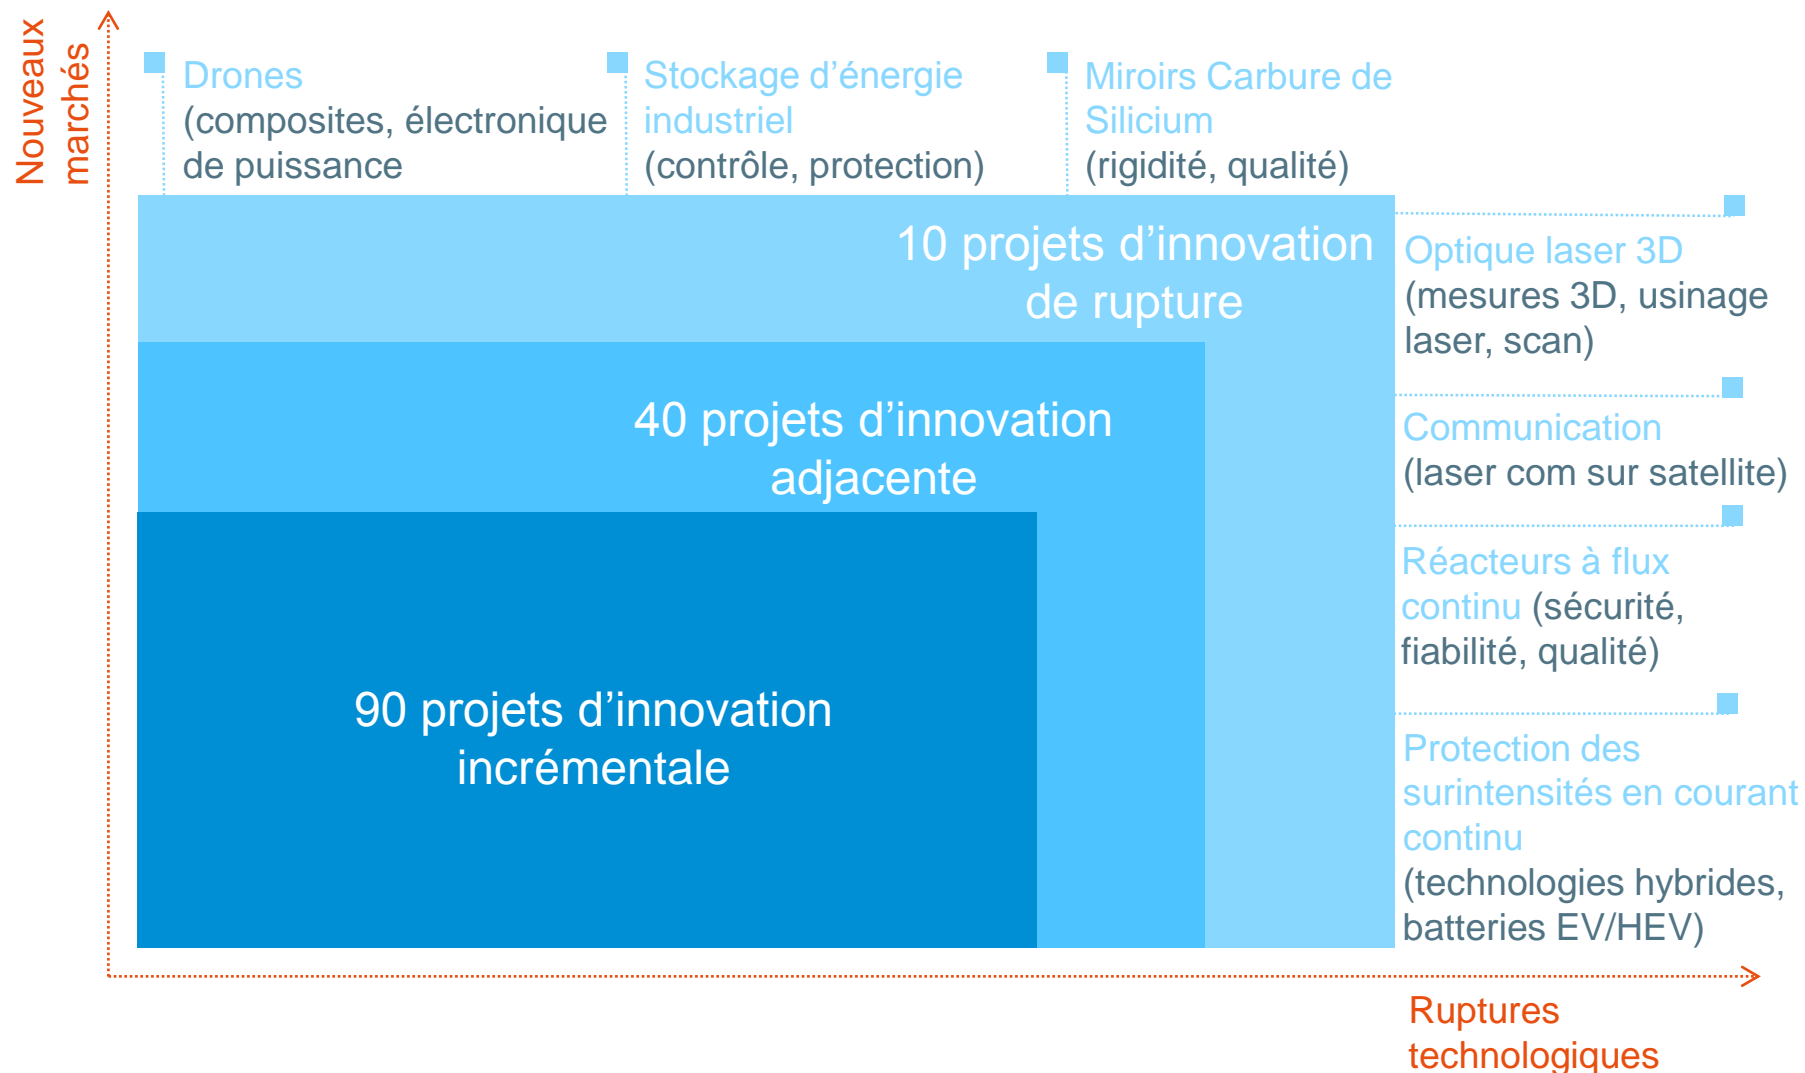 Nouveaux
marchés
Drones
(composites, électronique
de puissance
Stockage d’énergie
industriel
(contrôle, protection)
Miroirs Carbure de
Silicium
(rigidité, qualité)
10 projets d’innovation
de rupture
40 projets d’innovation
adjacente
90 projets d’innovation
incrémentale
Optique laser 3D
(mesures 3D, usinage
laser, scan)
Communication
(laser com sur satellite)
Réacteurs à flux
continu (sécurité,
fiabilité, qualité)
Protection des
surintensités en courant
continu
(technologies hybrides,
batteries EV/HEV)
Ruptures
technologiques